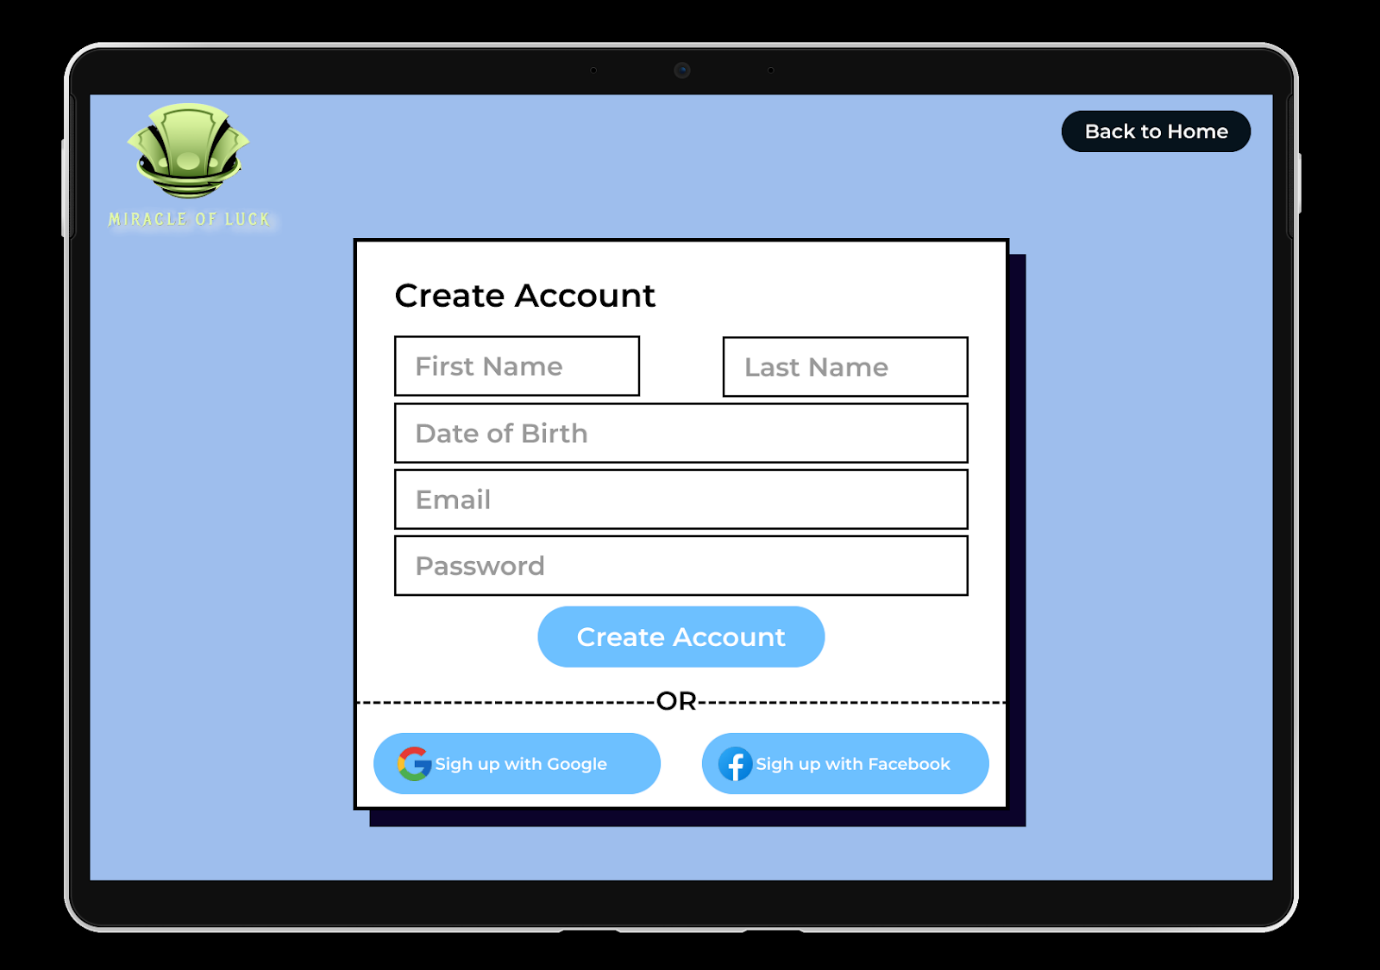 Back to Home
MIRACLE OF LUCK
Create Account
First Name
Last Name
Date of Birth
Email
Password
Create Account
OR
Sigh up with Google
Sigh up with Facebook